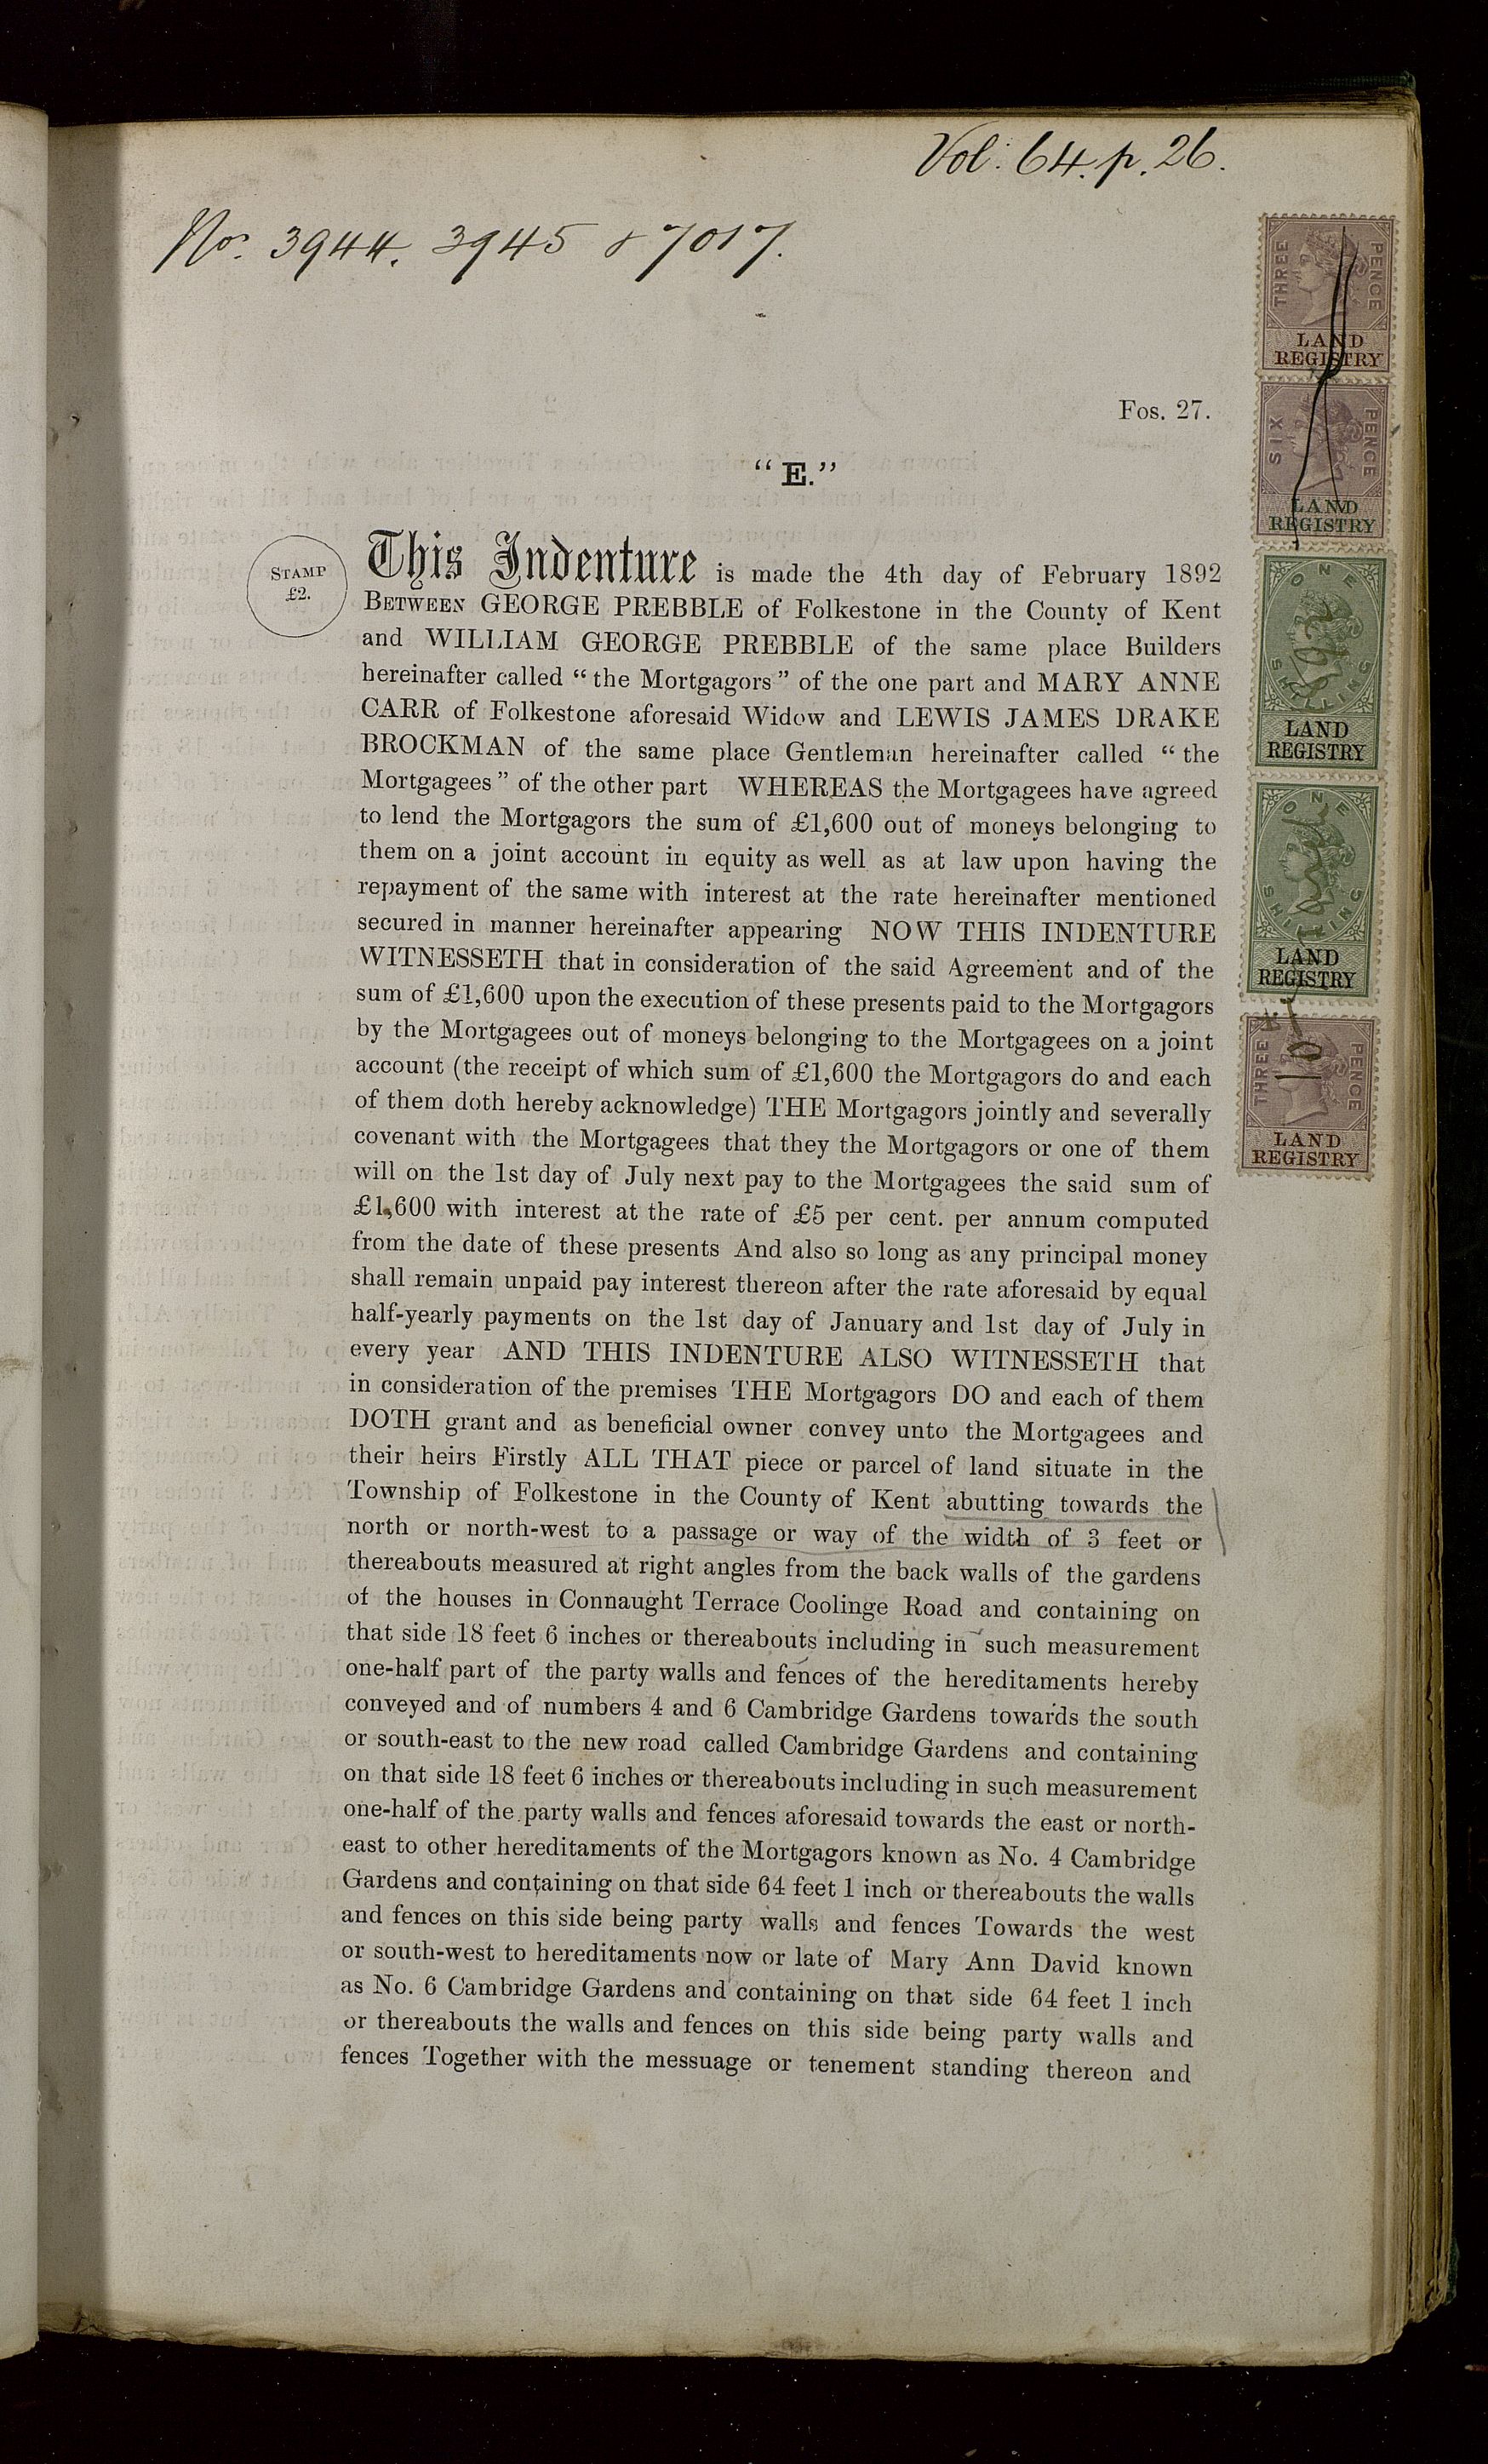 Vol: 64. p. 26.
Nos. 3944. 3945 & 7017.
Fos. 27.
“E.”
STAMP
£2.
This Indenture is made the 4th day of February 1892
BETWEEN GEORGE PREBBLE of Folkestone in the County of Kent
and WILLIAM GEORGE PREBBLE of the same place Builders
hereinafter called “the Mortgagors” of the one part and MARY ANNE
CARR of Folkestone aforesaid Widow and LEWIS JAMES DRAKE
BROCKMAN of the same place Gentleman hereinafter called “the
Mortgagees” of the other part WHEREAS the Mortgagees have agreed
to lend the Mortgagors the sum of £1,600 out of moneys belonging to
them on a joint account in equity as well as at law upon having the
repayment of the same with interest at the rate hereinafter mentioned
secured in manner hereinafter appearing NOW THIS INDENTURE
WITNESSETH that in consideration of the said Agreement and of the
sum of £1,600 upon the execution of these presents paid to the Mortgagors
by the Mortgagees out of moneys belonging to the Mortgagees on a joint
account (the receipt of which sum of £1,600 the Mortgagors do and each
of them doth hereby acknowledge) THE Mortgagors jointly and severally
covenant with the Mortgagees that they the Mortgagors or one of them
will on the 1st day of July next pay to the Mortgagees the said sum of
£1,600 with interest at the rate of £5 per cent. per annum computed
from the date of these presents And also so long as any principal money
shall remain unpaid pay interest thereon after the rate aforesaid by equal
half-yearly payments on the 1st day of January and 1st day of July in
every year AND THIS INDENTURE ALSO WITNESSETH that
in consideration of the premises THE Mortgagors DO and each of them
DOTH grant and as beneficial owner convey unto the Mortgagees and
their heirs Firstly ALL THAT piece or parcel of land situate in the
Township of Folkestone in the County of Kent abutting towards the
north or north-west to a passage or way of the width of 3 feet or
thereabouts measured at right angles from the back walls of the gardens
of the houses in Connaught Terrace Coolinge Road and containing on
that side 18 feet 6 inches or thereabouts including in such measurement
one-half part of the party walls and fences of the hereditaments hereby
conveyed and of numbers 4 and 6 Cambridge Gardens towards the south
or south-east to the new road called Cambridge Gardens and containing
on that side 18 feet 6 inches or thereabouts including in such measurement
one-half of the party walls and fences aforesaid towards the east or north-
east to other hereditaments of the Mortgagors known as No. 4 Cambridge
Gardens and containing on that side 64 feet 1 inch or thereabouts the walls
and fences on this side being party walls and fences Towards the west
or south-west to hereditaments now or late of Mary Ann David known
as No. 6 Cambridge Gardens and containing on that side 64 feet 1 inch
or thereabouts the walls and fences on this side being party walls and
fences Together with the messuage or tenement standing thereon and
THREE PENCE
LAND
REGISTRY
SIX PENCE
LAND
REGISTRY
ONE
SHILLING
LAND
REGISTRY
ONE
SHILLING
LAND
REGISTRY
THREE PENCE
LAND
REGISTRY